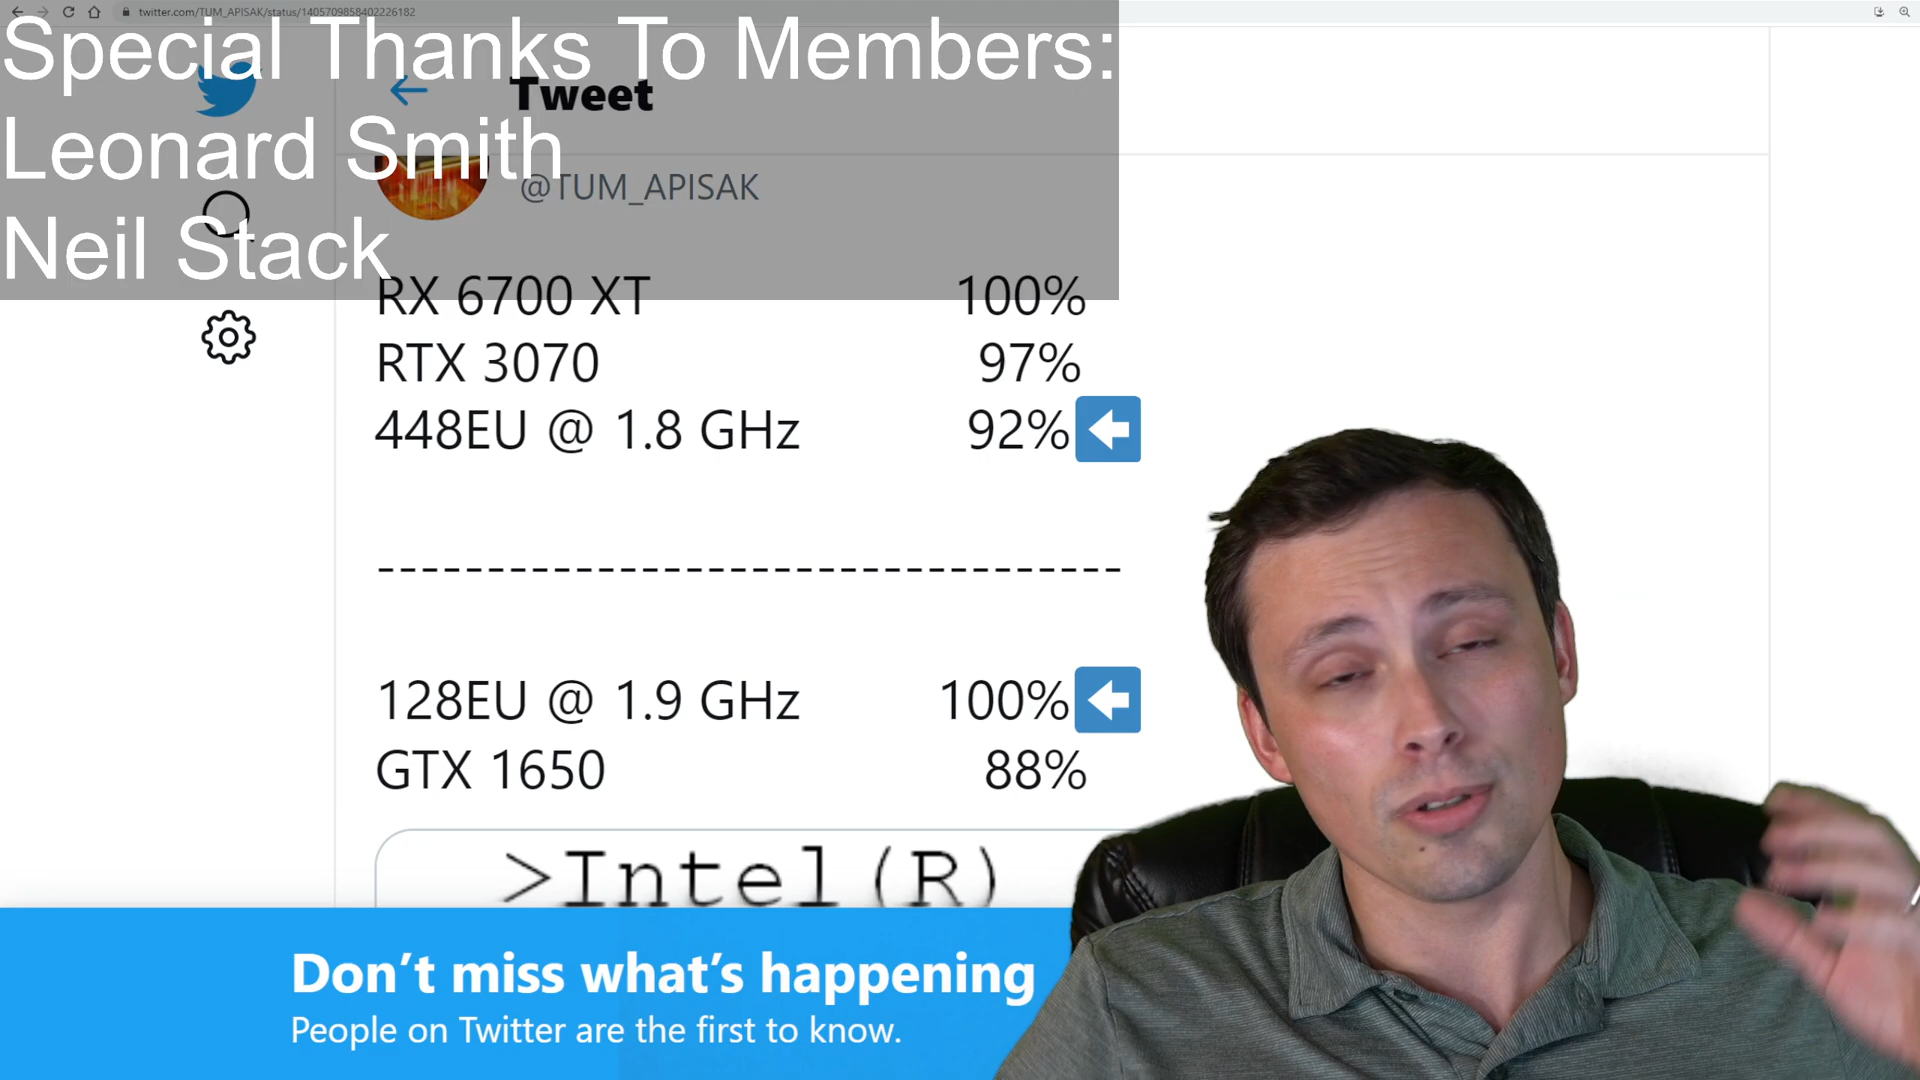 twitter.com/TUM_APISAK/status/1405709858402226182
Special Thanks To Members:
Tweet
Leonard Smith
@TUM_APISAK
Neil Stack
RX 6700 XT 100%
RTX 3070 97%
448EU @ 1.8 GHz 92%
---------------------------------
128EU @ 1.9 GHz 100%
GTX 1650 88%
>Intel(R)
Don’t miss what’s happening
People on Twitter are the first to know.